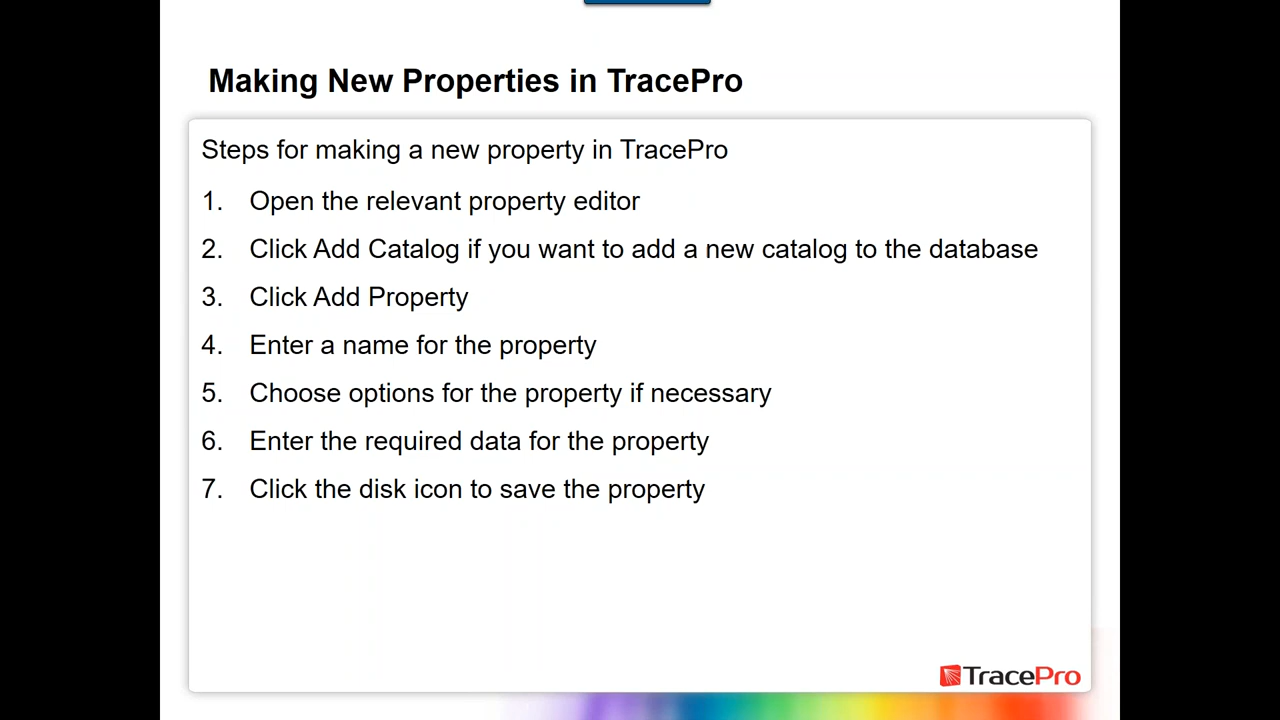 Making New Properties in TracePro
Steps for making a new property in TracePro
1. Open the relevant property editor
2. Click Add Catalog if you want to add a new catalog to the database
3. Click Add Property
4. Enter a name for the property
5. Choose options for the property if necessary
6. Enter the required data for the property
7. Click the disk icon to save the property
TracePro